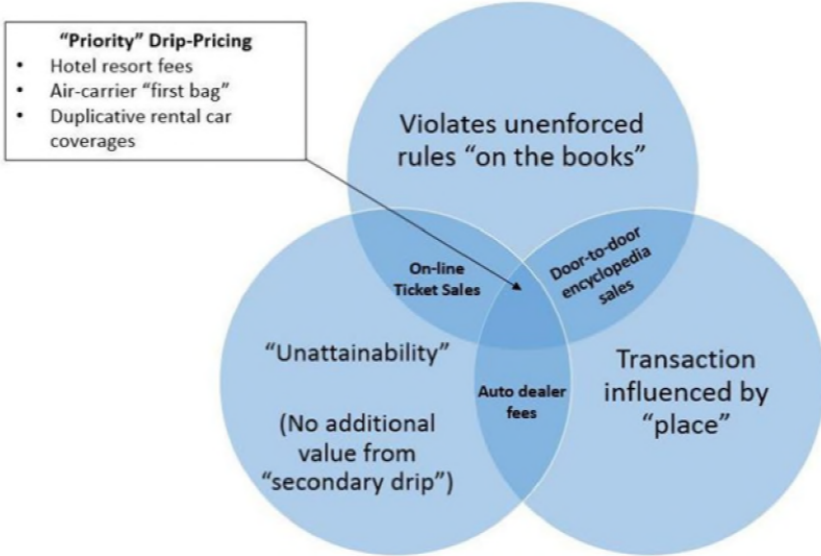 “Priority” Drip-Pricing
• Hotel resort fees
• Air-carrier “first bag”
• Duplicative rental car
coverages
Violates unenforced
rules “on the books”
On-line
Ticket Sales
Door-to-door
encyclopedia
sales
“Unattainability”
(No additional
value from
“secondary drip”)
Auto dealer
fees
Transaction
influenced by
“place”